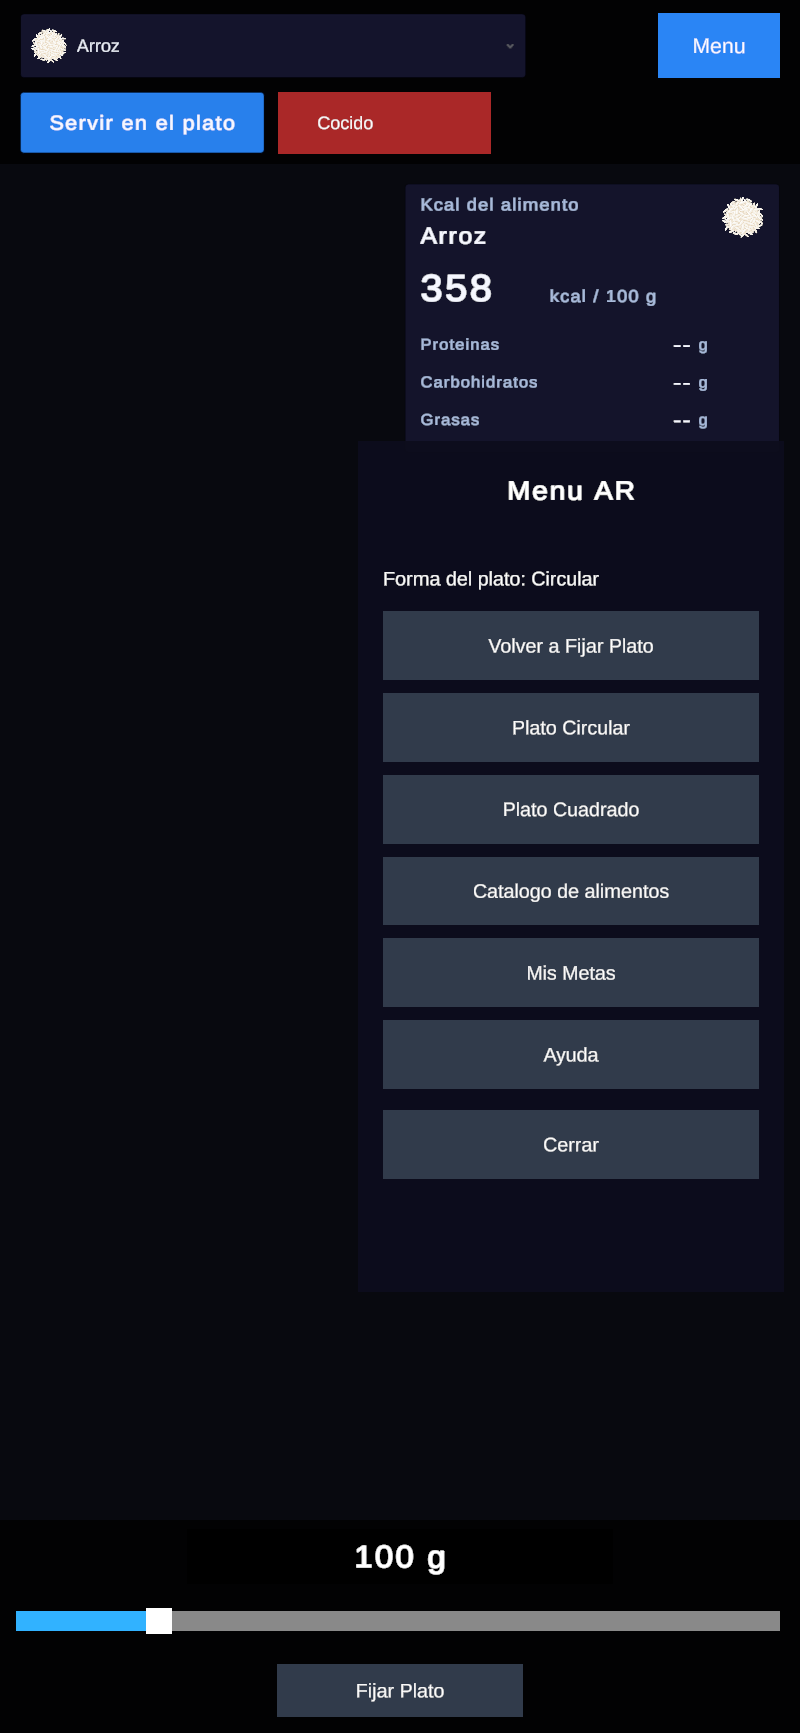 Arroz
Menu
Servir en el plato
Cocido
Kcal del alimento
Arroz
358 kcal / 100 g
Proteinas -- g
Carbohidratos -- g
Grasas -- g
Menu AR
Forma del plato: Circular
Volver a Fijar Plato
Plato Circular
Plato Cuadrado
Catalogo de alimentos
Mis Metas
Ayuda
Cerrar
100 g
Fijar Plato